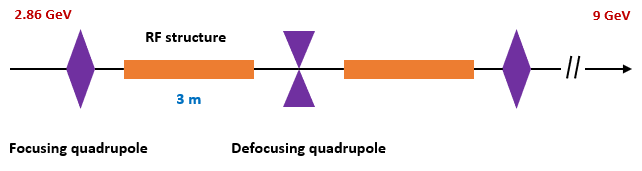 2.86 GeV
9 GeV
RF structure
3 m
Focusing quadrupole
Defocusing quadrupole